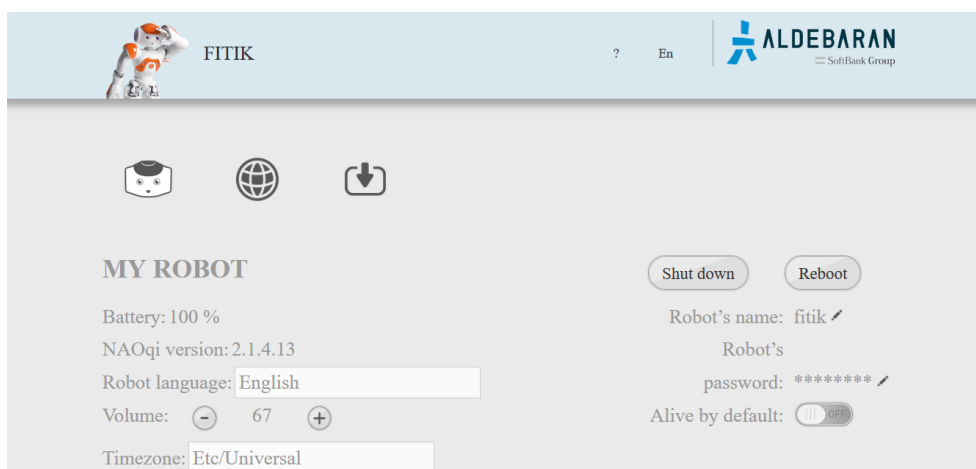 FITIK
? En
ALDEBARAN
SoftBank Group
MY ROBOT
Shut down
Reboot
Battery: 100 %
Robot's name: fitik
NAOqi version: 2.1.4.13
Robot's
password: ********
Robot language: English
Volume: - 67 +
Alive by default: OFF
Timezone: Etc/Universal